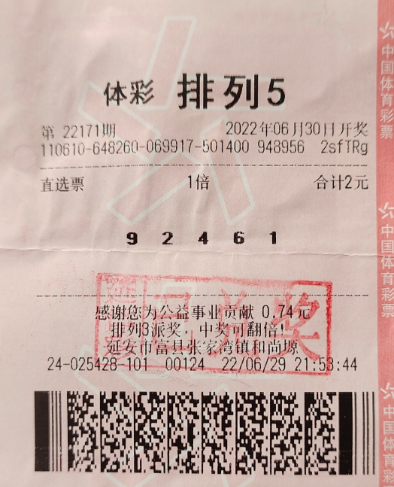 体彩 排列5
第 22171期 2022年06月30日开奖
110610-648260-069917-501400 948956 2sfTRg
直选票 1倍 合计2元
9 2 4 6 1
已兑奖
感谢您为公益事业贡献 0.74元
排列3派奖，中奖可翻倍！
延安市富县张家湾镇和尚塬
24-025428-101 00124 22/06/29 21:53:44
中国体育彩票
中国体育彩票
中国体育彩票